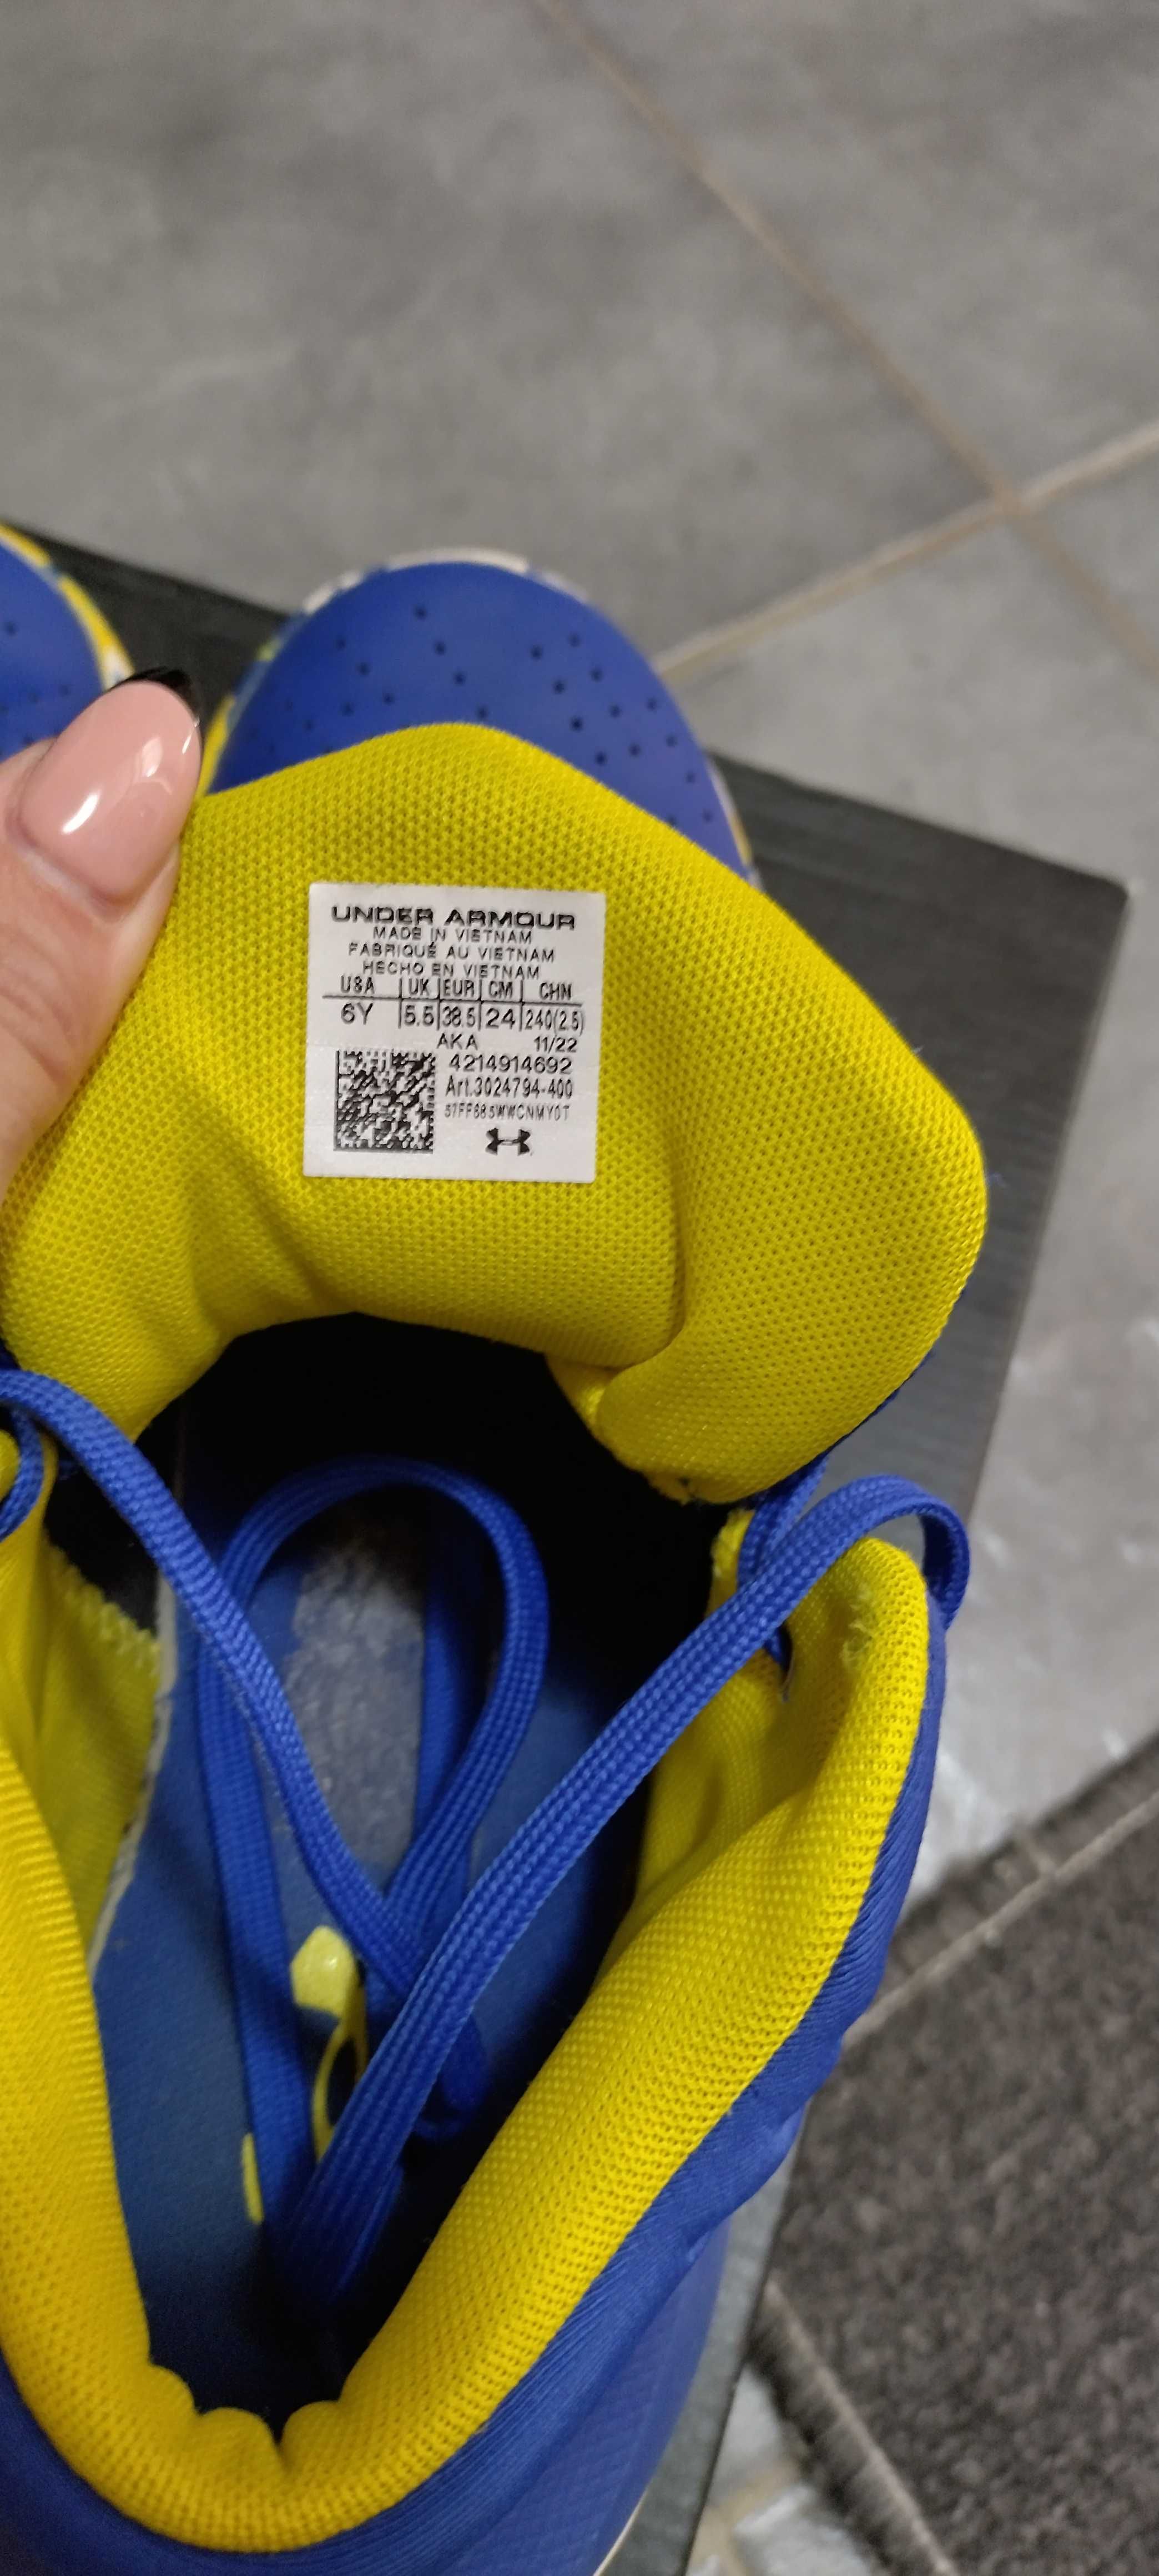 UNDER ARMOUR
MADE IN VIETNAM
FABRIQUÉ AU VIETNAM
HECHO EN VIETNAM
USA UK EUR CM CHN
6Y 5.5 38.5 24 240(2.5)
AKA 11/22
4214914692
Art.3024794-400